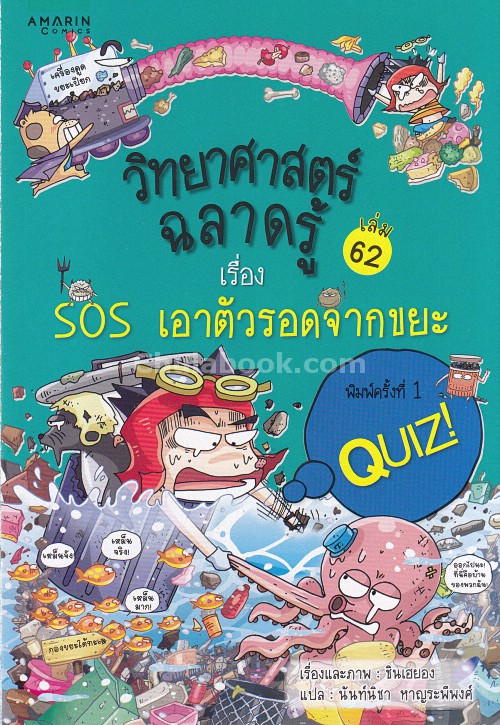 AMARIN
COMICS
เครื่องดูด
ขยะเปียก
วิทยาศาสตร์
ฉลาดรู้
เล่ม
62
เรื่อง
SOS เอาตัวรอดจากขยะ
พิมพ์ครั้งที่ 1
QUIZ!
เหม็นจัง!
เหม็น
จริง!
เหม็น
มาก!
ออกไปนะ!
ที่นี่คือบ้าน
ของพวกฉัน!
กองขยะใต้ทะเล
เรื่องและภาพ : ชินเฮยอง
แปล : นันท์นิชา หาญระพีพงศ์